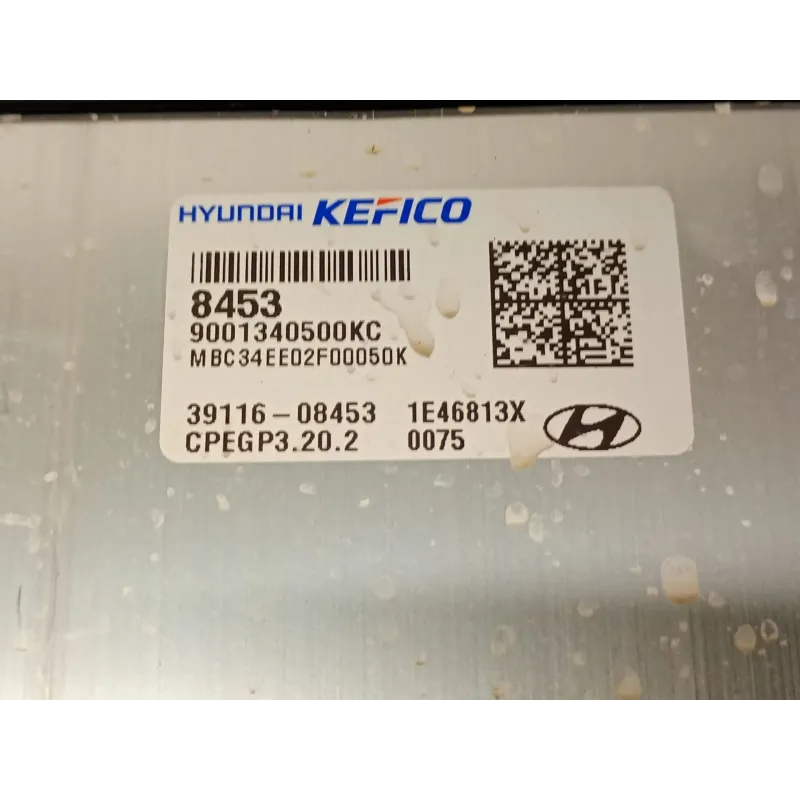 HYUNDAI KEFICO
8453
9001340500KC
MBC34EE02F00050K
39116-08453 1E46813X
CPEGP3.20.2 0075